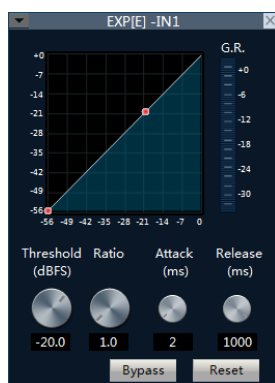 EXP[E] -IN1
G.R.
+0
-7
-14
-21
-28
-35
-42
-49
-56
-56 -49 -42 -35 -28 -21 -14 -7 0
+0
-6
-12
-18
-24
-30
Threshold (dBFS) Ratio Attack (ms) Release (ms)
-20.0 1.0 2 1000
Bypass Reset